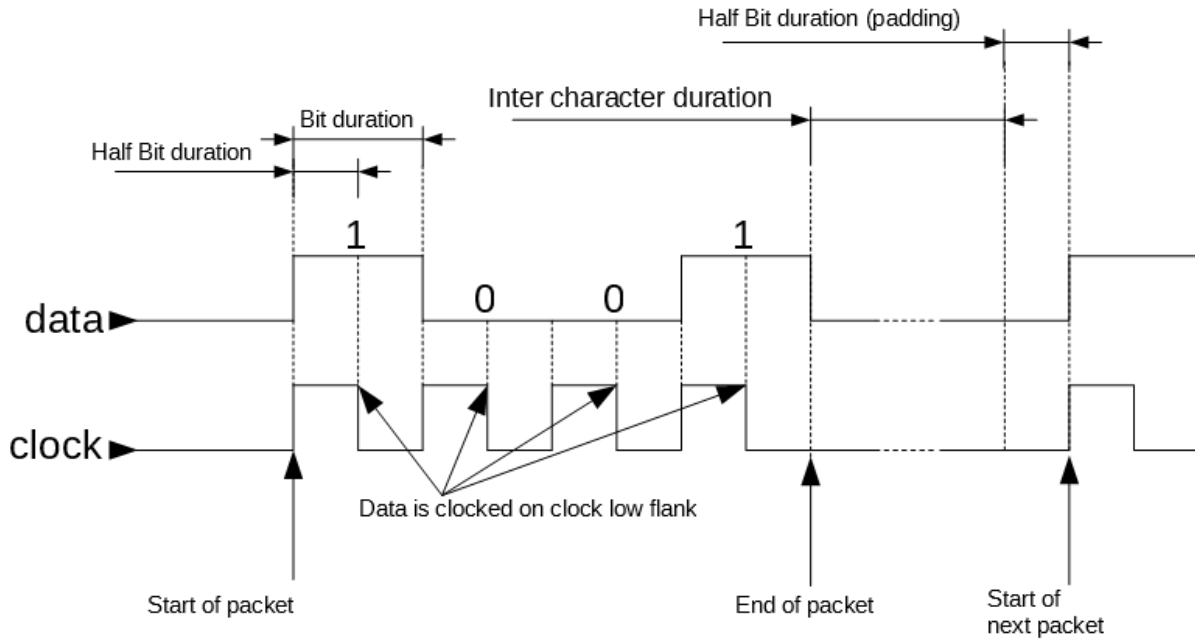 Half Bit duration (padding)
Inter character duration
Bit duration
Half Bit duration
1
1
0
0
data
clock
Data is clocked on clock low flank
Start of packet
End of packet
Start of
next packet